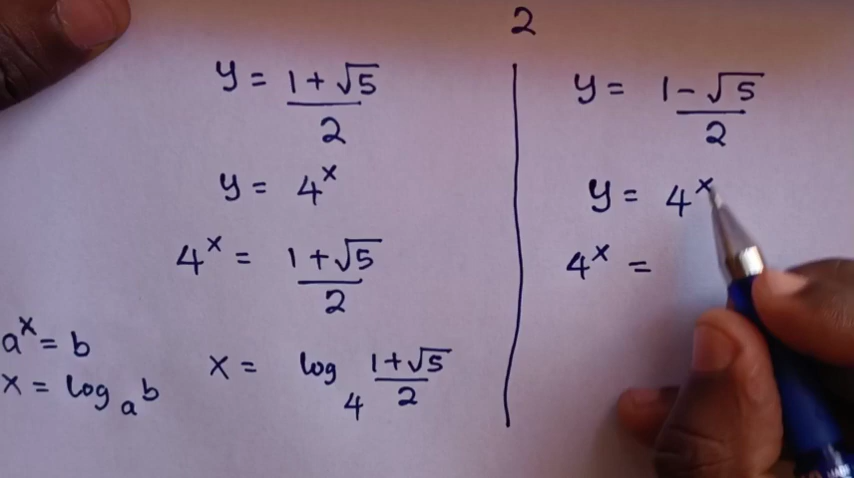 2
y = (1 + √5)/2
y = 4^x
4^x = (1 + √5)/2
a^x = b
x = log_a b
x = log_4 (1 + √5)/2
y = (1 - √5)/2
y = 4^x
4^x =